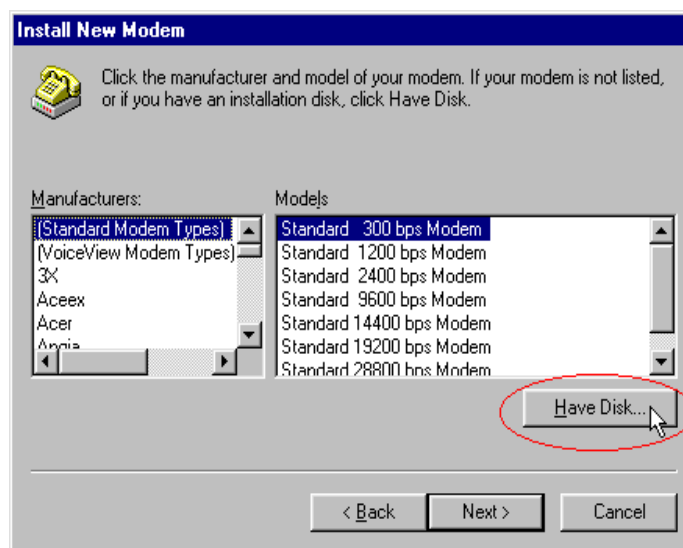 Install New Modem
Click the manufacturer and model of your modem. If your modem is not listed,
or if you have an installation disk, click Have Disk.
Manufacturers:
(Standard Modem Types)
(VoiceView Modem Types)
3X
Aceex
Acer
Angia
Models
Standard 300 bps Modem
Standard 1200 bps Modem
Standard 2400 bps Modem
Standard 9600 bps Modem
Standard 14400 bps Modem
Standard 19200 bps Modem
Standard 28800 bps Modem
Have Disk...
< Back
Next >
Cancel